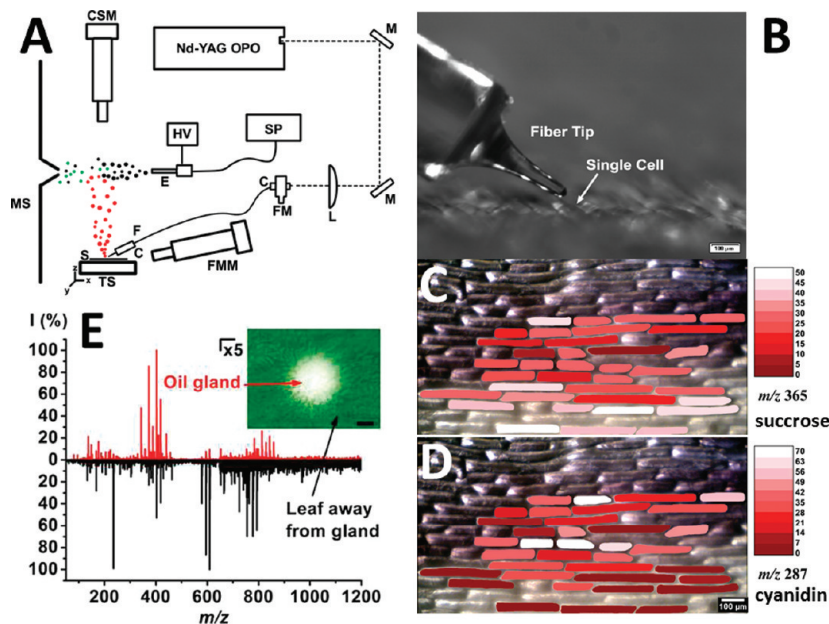 A
CSM
Nd-YAG OPO
M
HV
SP
E
MS
C
FM
L
M
F
C
S
FMM
z
x
y
TS
B
Fiber Tip
Single Cell
100 µm
C
50
45
40
35
30
25
20
15
10
5
0
m/z 365
succrose
D
70
63
56
49
42
35
28
21
14
7
0
m/z 287
cyanidin
100 µm
I (%)
E
x5
Oil gland
Leaf away
from gland
100
80
60
40
20
0
20
40
60
80
100
200 400 600 800 1000 1200
m/z